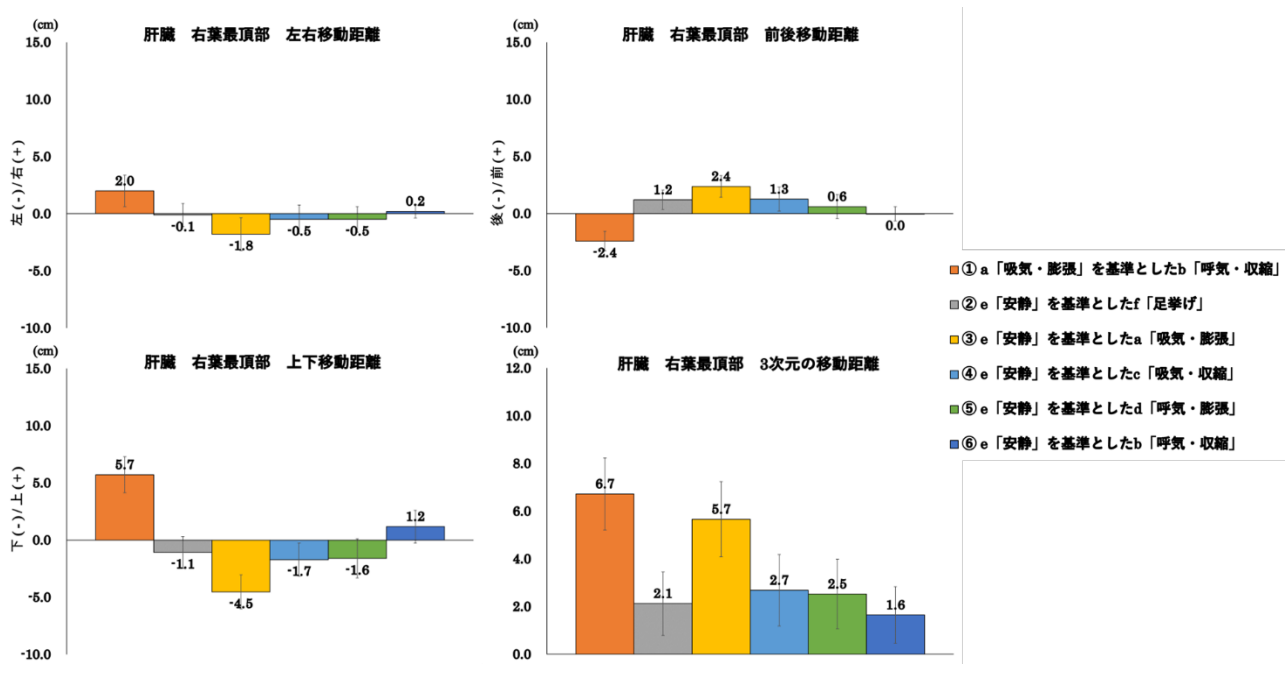 (cm)
肝臓 右葉最頂部 左右移動距離
15.0
10.0
5.0
0.0
-5.0
-10.0
左(-)/右(+)
2.0
-0.1
-1.8
-0.5
-0.5
0.2
(cm)
肝臓 右葉最頂部 前後移動距離
15.0
10.0
5.0
0.0
-5.0
-10.0
後(-)/前(+)
-2.4
1.2
2.4
1.3
0.6
0.0
(cm)
肝臓 右葉最頂部 上下移動距離
15.0
10.0
5.0
0.0
-5.0
-10.0
下(-)/上(+)
5.7
-1.1
-4.5
-1.7
-1.6
1.2
(cm)
肝臓 右葉最頂部 3次元の移動距離
12.0
10.0
8.0
6.0
4.0
2.0
0.0
6.7
2.1
5.7
2.7
2.5
1.6
①a「吸気・膨張」を基準としたb「呼気・収縮」
②e「安静」を基準としたf「足挙げ」
③e「安静」を基準としたa「吸気・膨張」
④e「安静」を基準としたc「吸気・収縮」
⑤e「安静」を基準としたd「呼気・膨張」
⑥e「安静」を基準としたb「呼気・収縮」